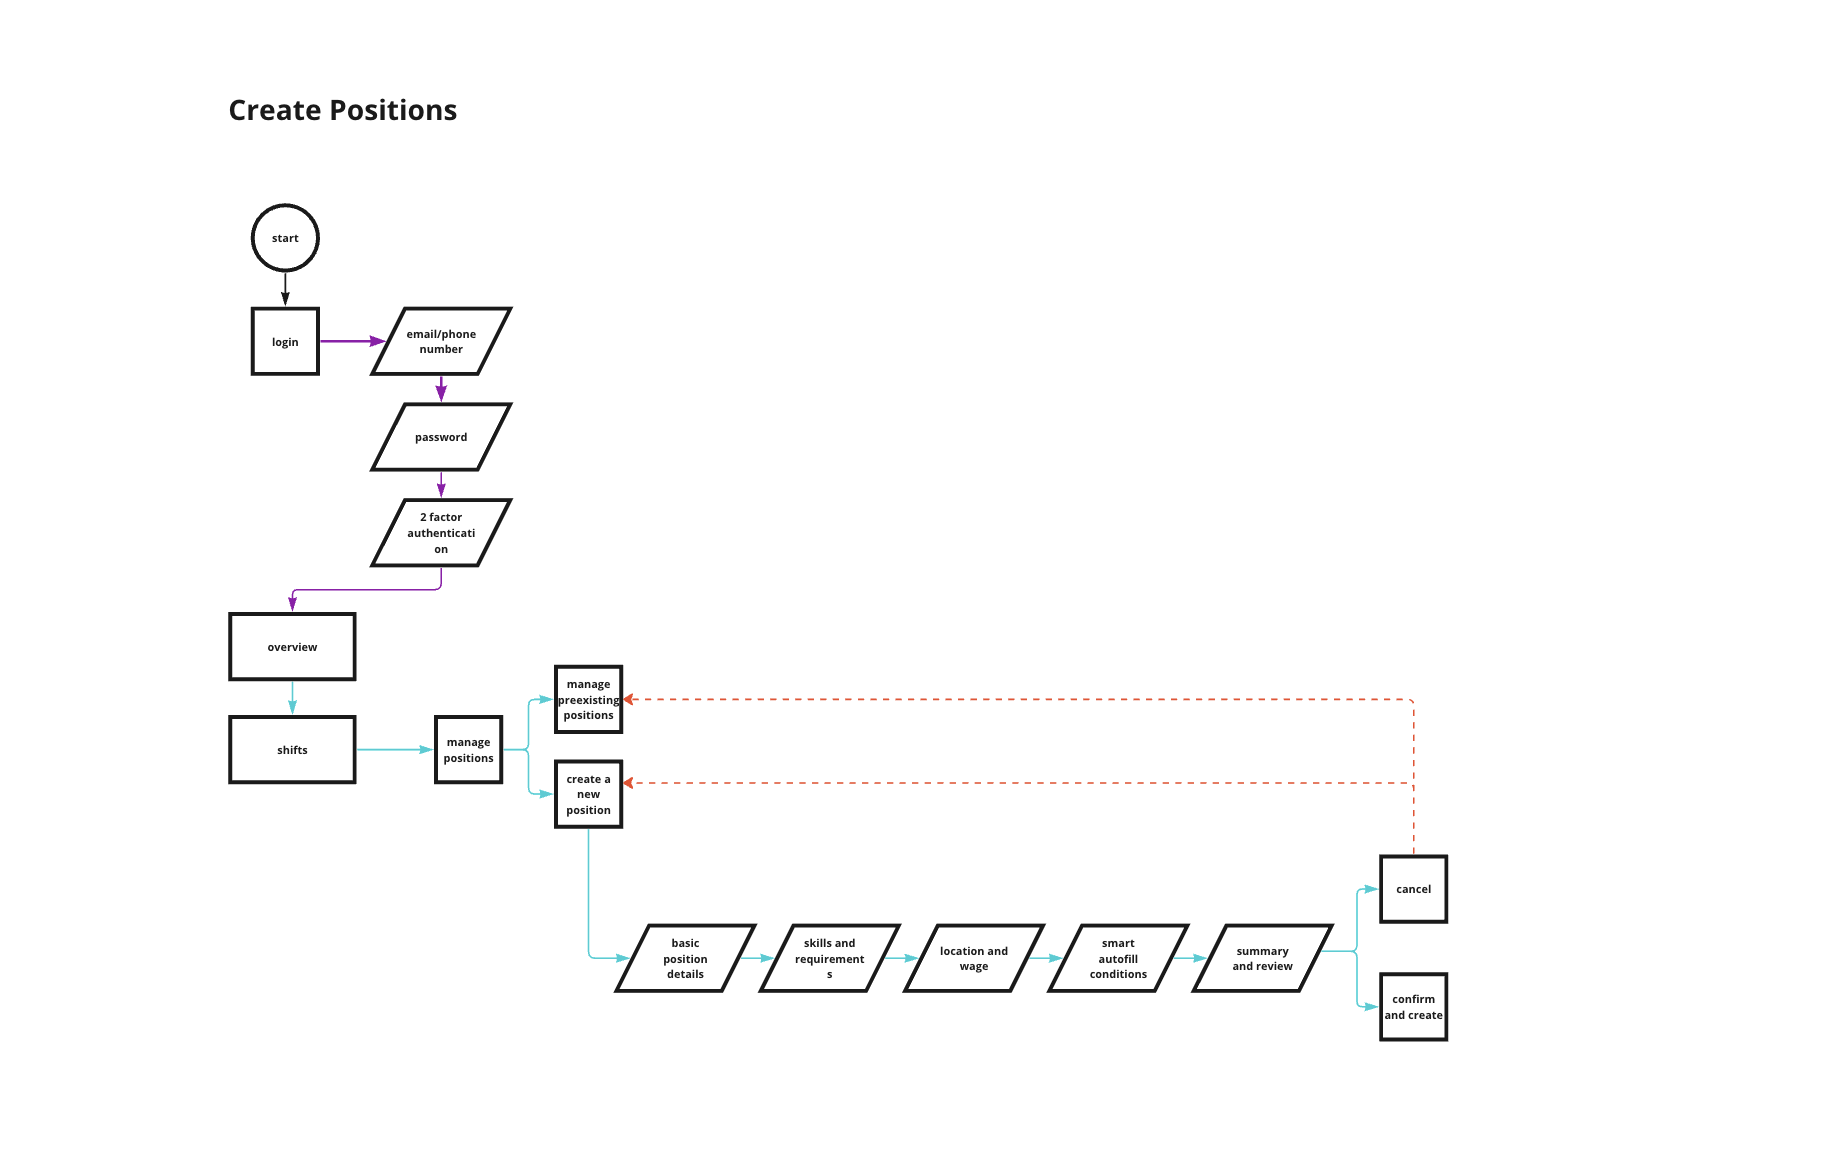 Create Positions
start
login
email/phone
number
password
2 factor
authenticati
on
overview
shifts
manage
positions
manage
preexisting
positions
create a
new
position
basic
position
details
skills and
requirement
s
location and
wage
smart
autofill
conditions
summary
and review
cancel
confirm
and create